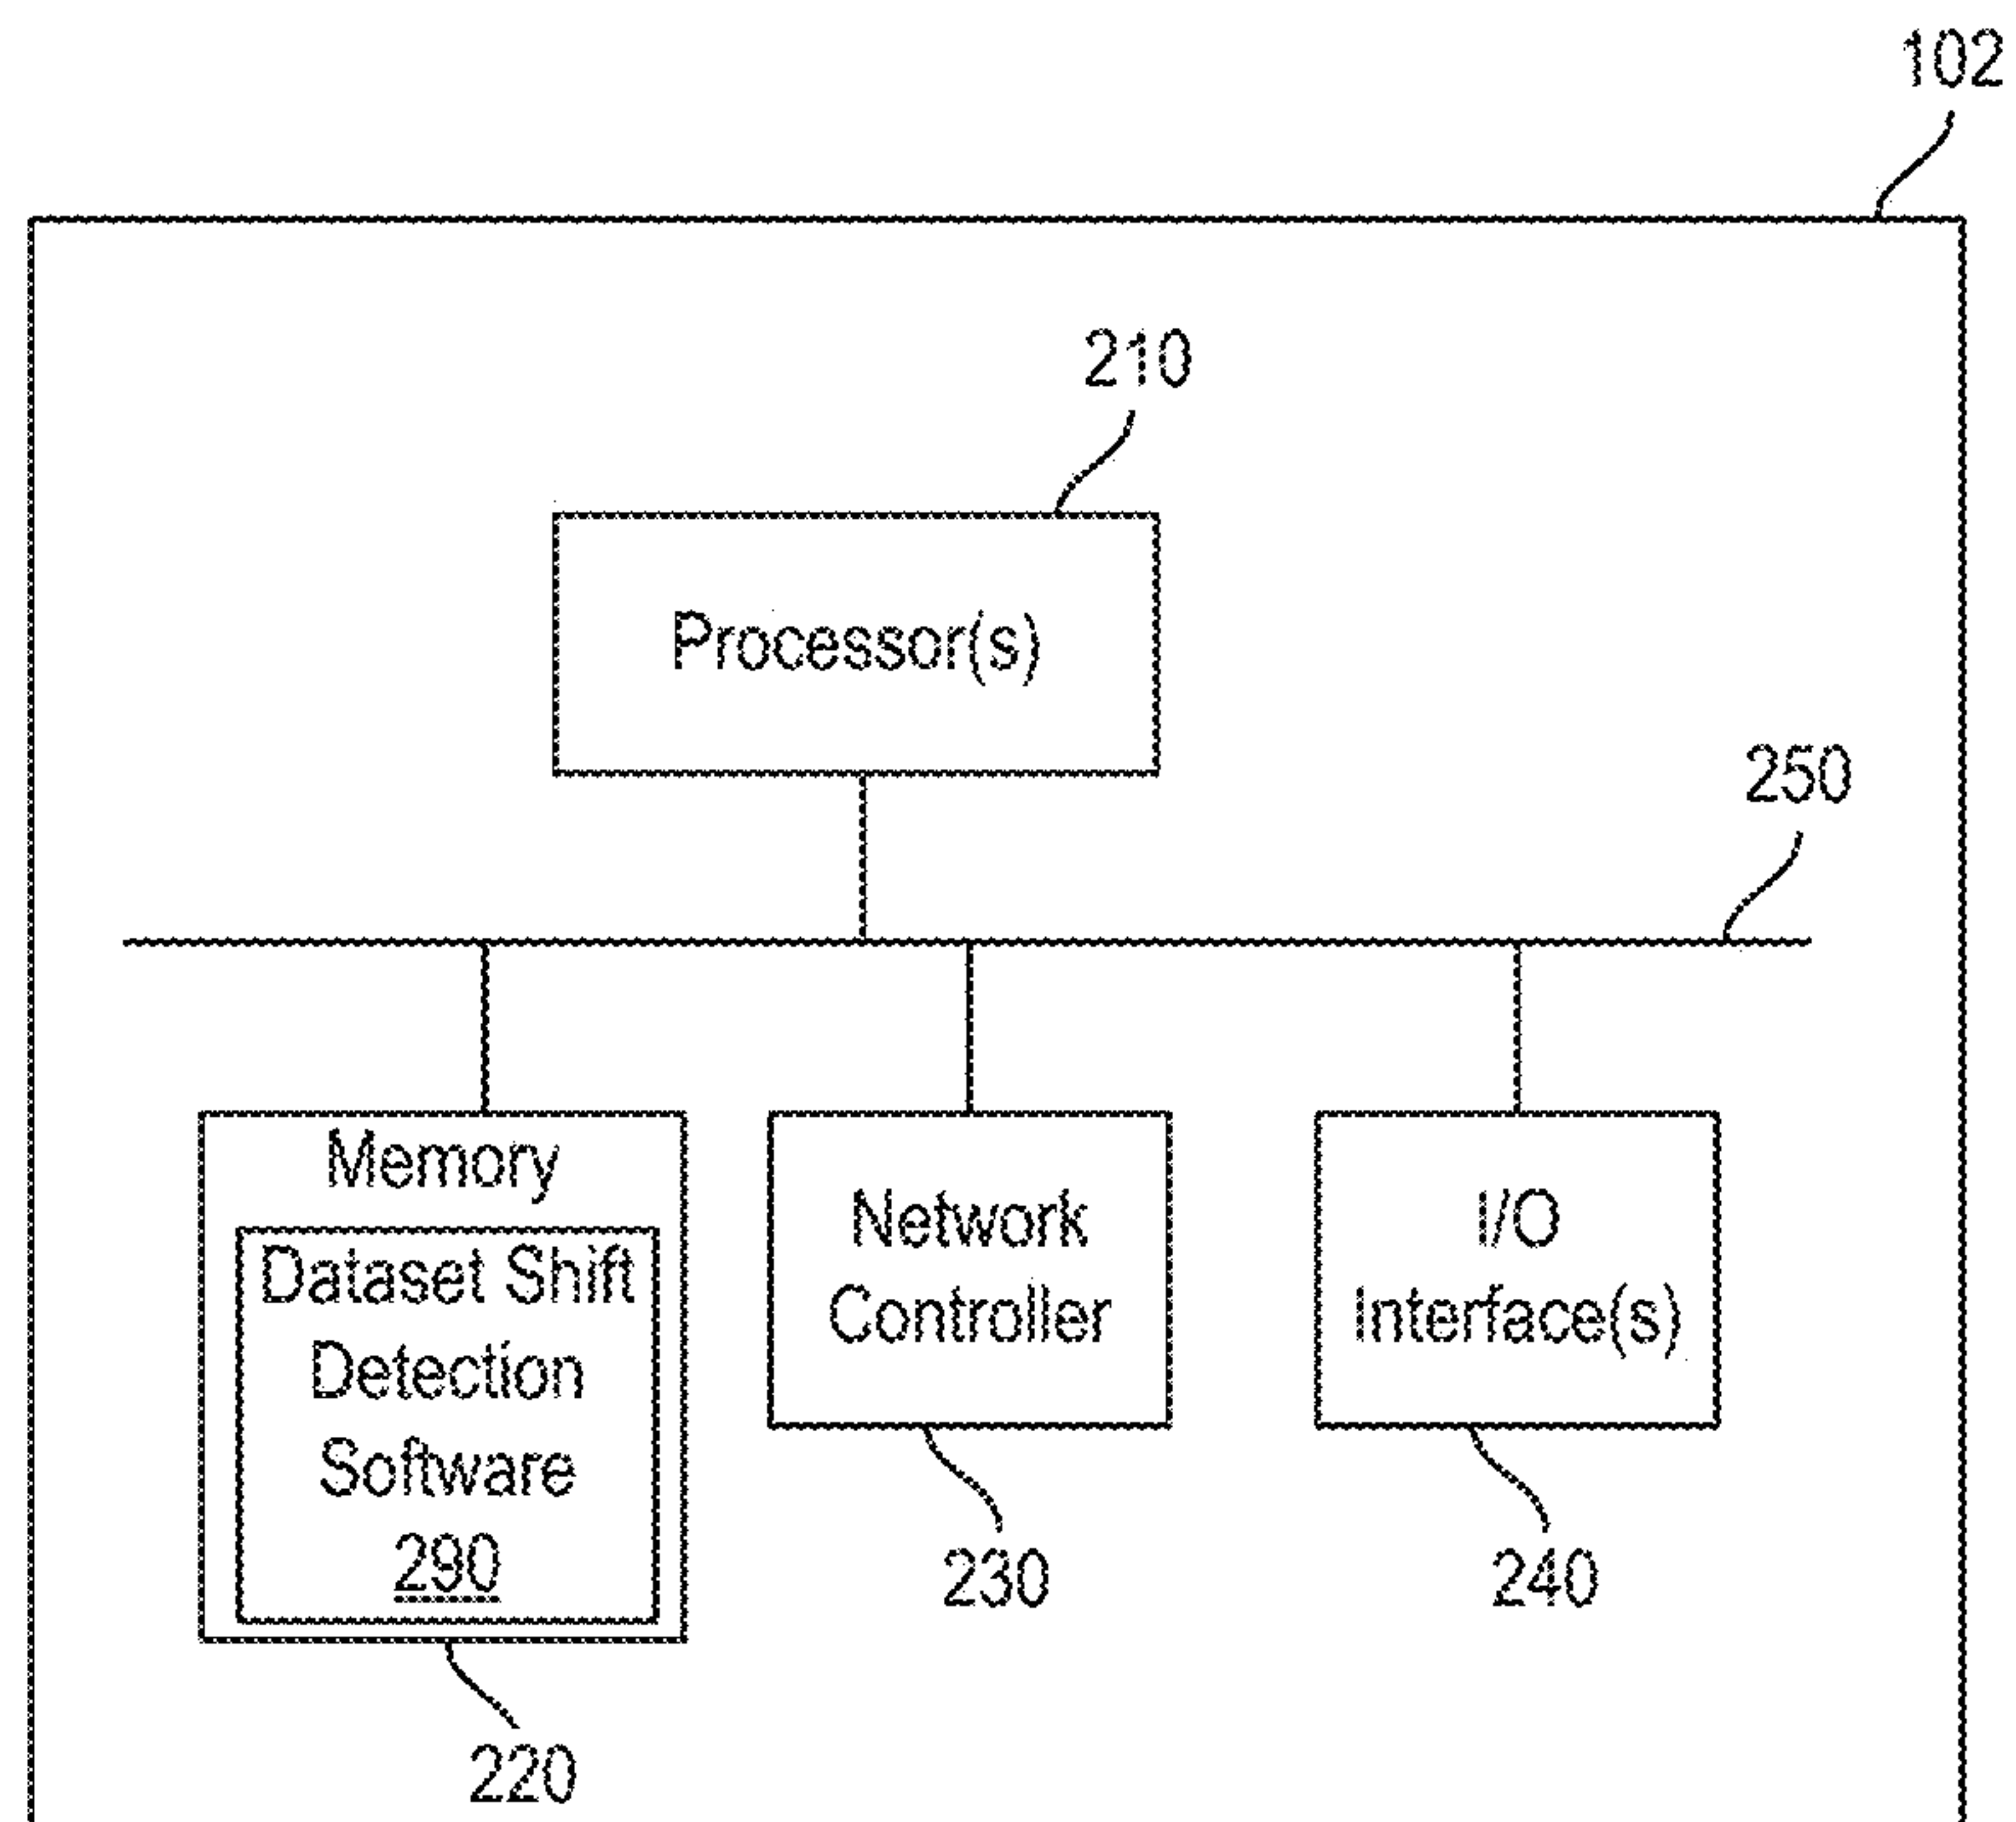 102
210
Processor(s)
250
Memory
Dataset Shift
Detection
Software
290
Network
Controller
I/O
Interface(s)
230
240
220